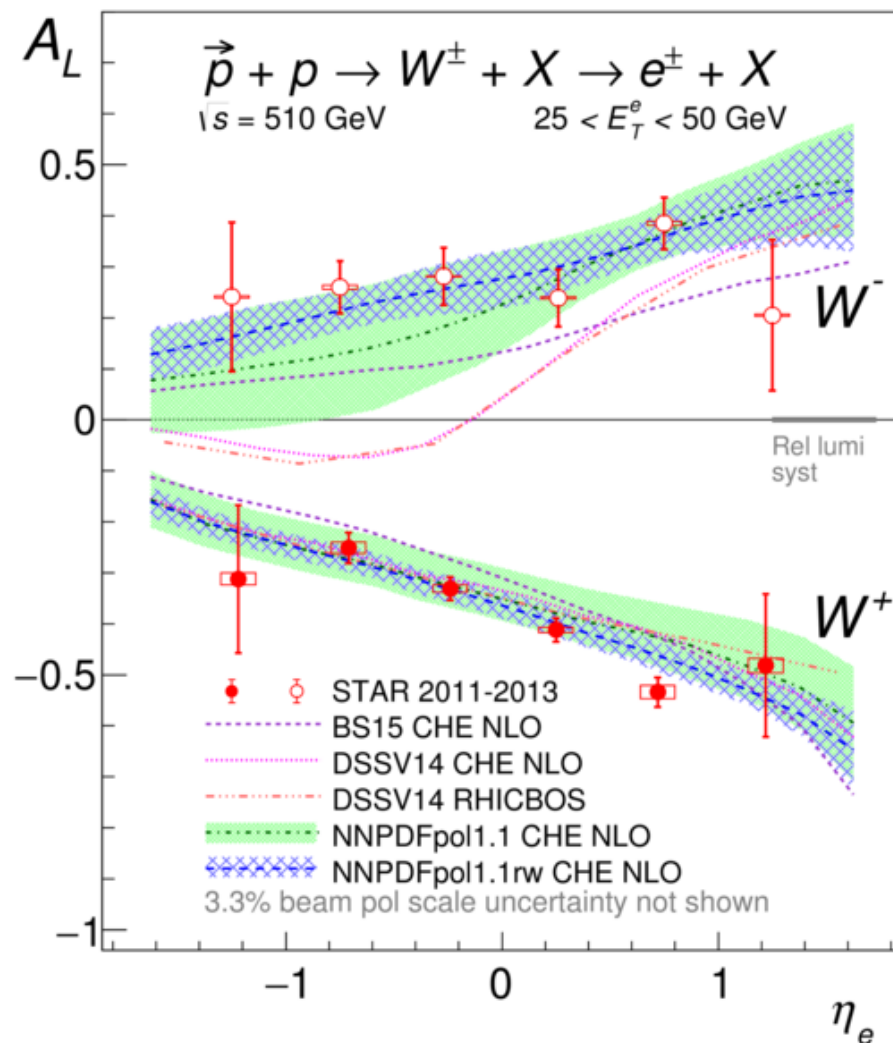 A_L
p⃗ + p → W± + X → e± + X
√s = 510 GeV
25 < E_T^e < 50 GeV
0.5
W⁻
0
Rel lumi
syst
W⁺
−0.5
STAR 2011-2013
BS15 CHE NLO
DSSV14 CHE NLO
DSSV14 RHICBOS
NNPDFpol1.1 CHE NLO
NNPDFpol1.1rw CHE NLO
3.3% beam pol scale uncertainty not shown
−1
−1 0 1
η_e